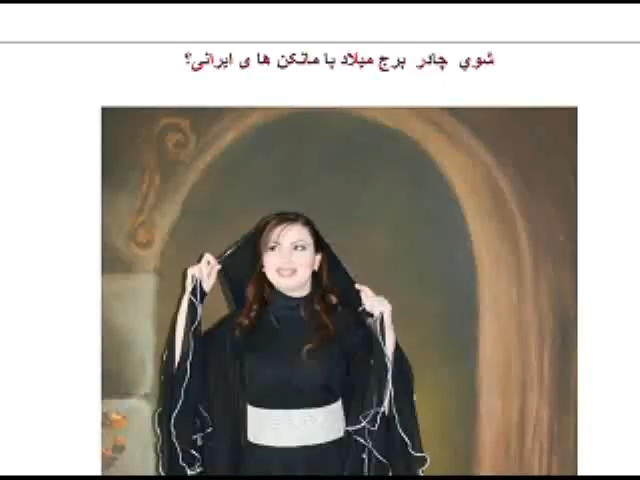 شوي چادر برج میلاد با مانکن ها ی ایرانی؟